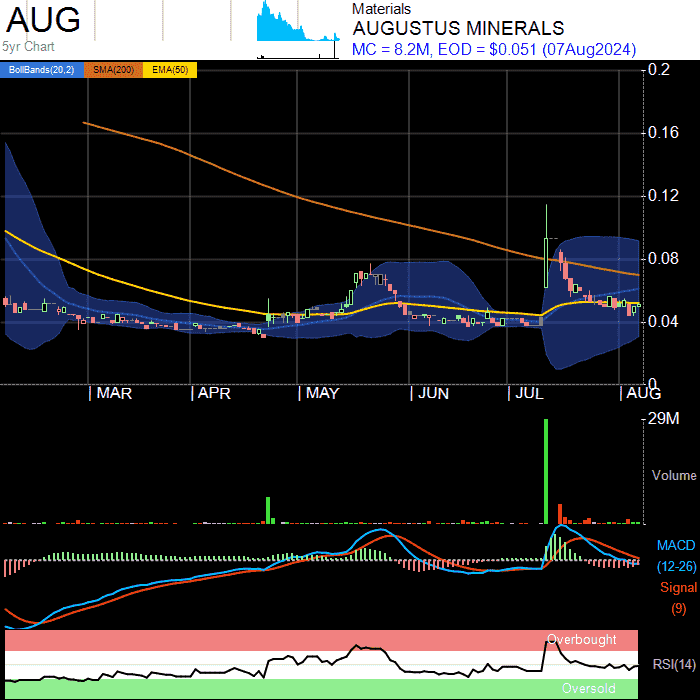 AUG
5yr Chart
Materials
AUGUSTUS MINERALS
MC = 8.2M, EOD = $0.051 (07Aug2024)
BollBands(20,2) SMA(200) EMA(50)
0.2
0.16
0.12
0.08
0.04
0
MAR APR MAY JUN JUL AUG
29M
Volume
MACD
(12-26)
Signal
(9)
Overbought
RSI(14)
Oversold